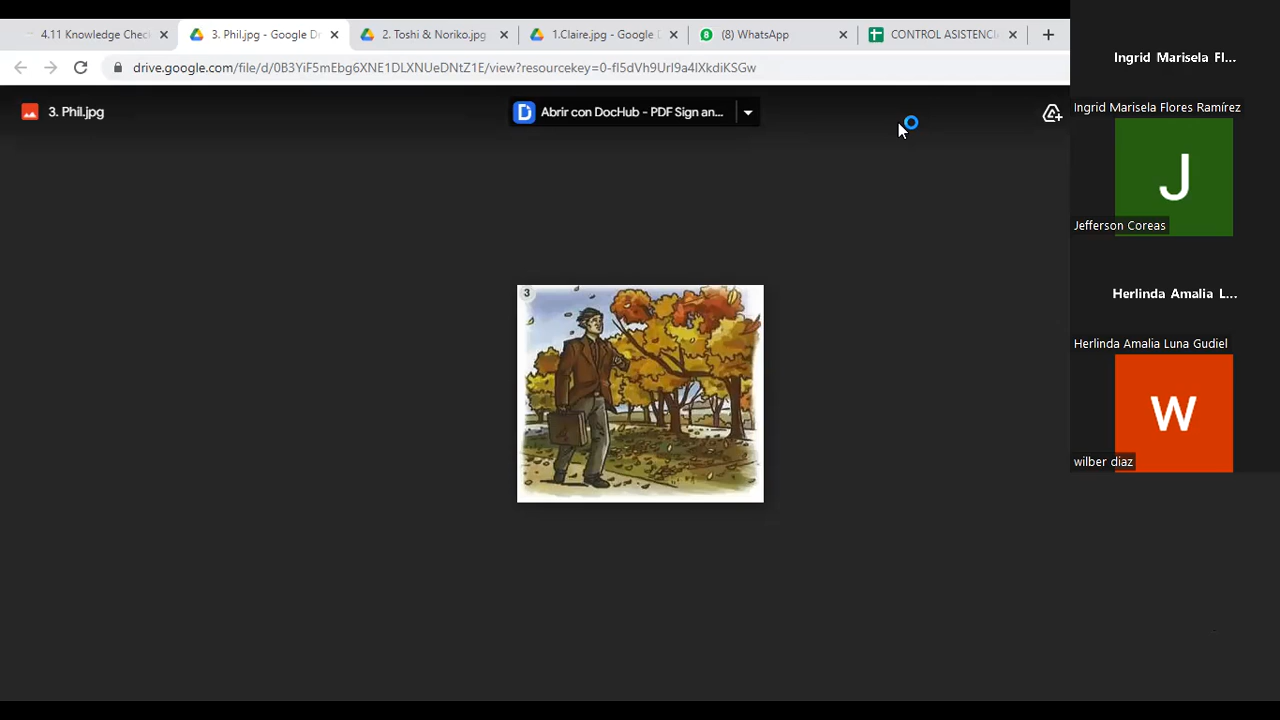 4.11 Knowledge Chec
3. Phil.jpg - Google Dr
2. Toshi & Noriko.jpg
1.Claire.jpg - Google D
(8) WhatsApp
CONTROL ASISTENCI
drive.google.com/file/d/0B3YiF5mEbg6XNE1DLXNUeDNtZ1E/view?resourcekey=0-fI5dVh9UrI9a4lXkdiKSGw
3. Phil.jpg
Abrir con DocHub - PDF Sign an...
3
Ingrid Marisela Fl...
Ingrid Marisela Flores Ramírez
J
Jefferson Coreas
Herlinda Amalia L...
Herlinda Amalia Luna Gudiel
W
wilber diaz